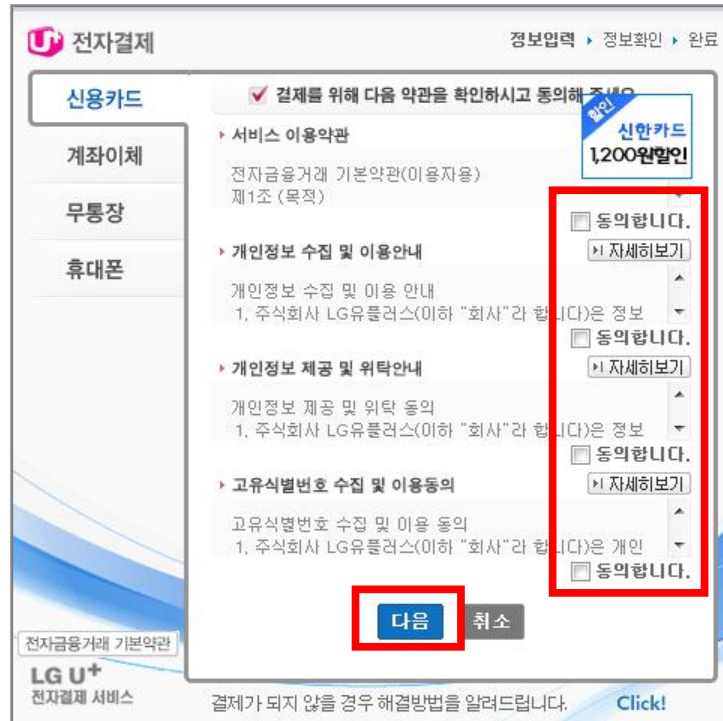 U+ 전자결제
정보입력 ▸ 정보확인 ▸ 완료
신용카드
계좌이체
무통장
휴대폰
결제를 위해 다음 약관을 확인하시고 동의해 주세요
할인
신한카드
1,200원할인
서비스 이용약관
전자금융거래 기본약관(이용자용)
제1조 (목적)
동의합니다.
개인정보 수집 및 이용안내
자세히보기
개인정보 수집 및 이용 안내
1. 주식회사 LG유플러스(이하 "회사"라 합니다)은 정보
동의합니다.
개인정보 제공 및 위탁안내
자세히보기
개인정보 제공 및 위탁 동의
1. 주식회사 LG유플러스(이하 "회사"라 합니다)은 정보
동의합니다.
고유식별번호 수집 및 이용동의
자세히보기
고유식별번호 수집 및 이용 동의
1. 주식회사 LG유플러스(이하 "회사"라 합니다)은 개인
동의합니다.
다음 취소
전자금융거래 기본약관
LG U+
전자결제 서비스
결제가 되지 않을 경우 해결방법을 알려드립니다. Click!